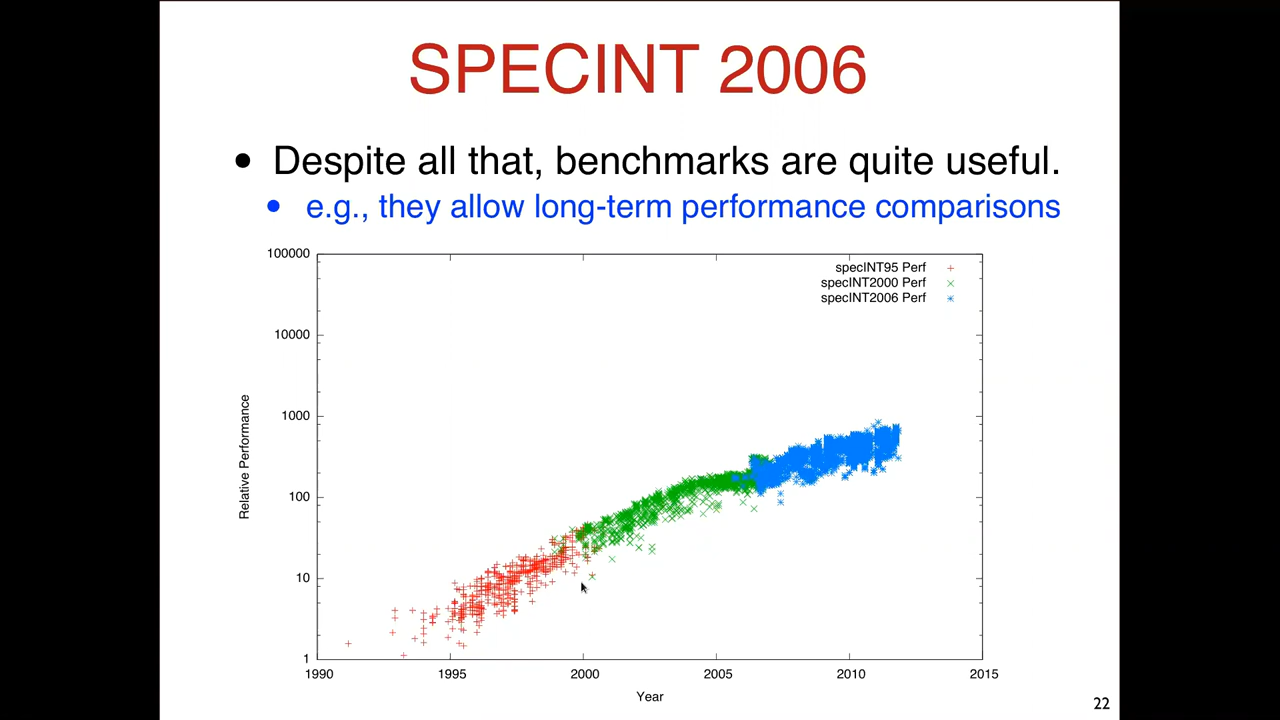 SPECINT 2006
• Despite all that, benchmarks are quite useful.
• e.g., they allow long-term performance comparisons
100000
10000
1000
100
10
1
Relative Performance
specINT95 Perf
specINT2000 Perf
specINT2006 Perf
1990 1995 2000 2005 2010 2015
Year
22